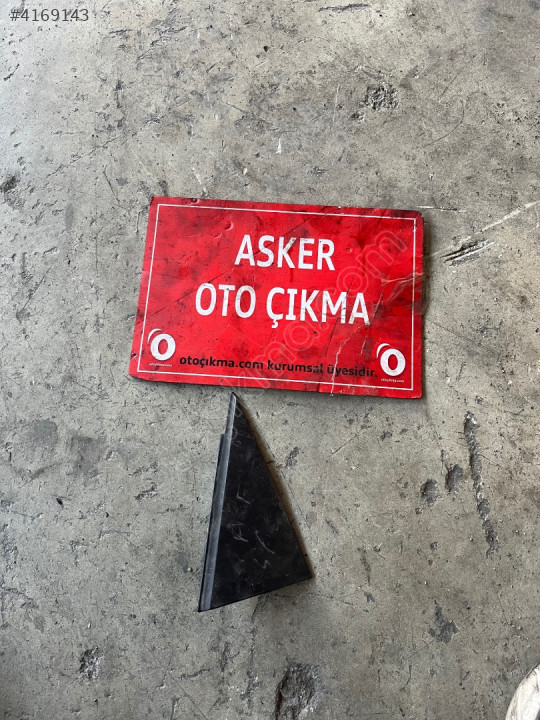 #4169143
ASKER
OTO ÇIKMA
otoçıkma.com kurumsal üyesidir.